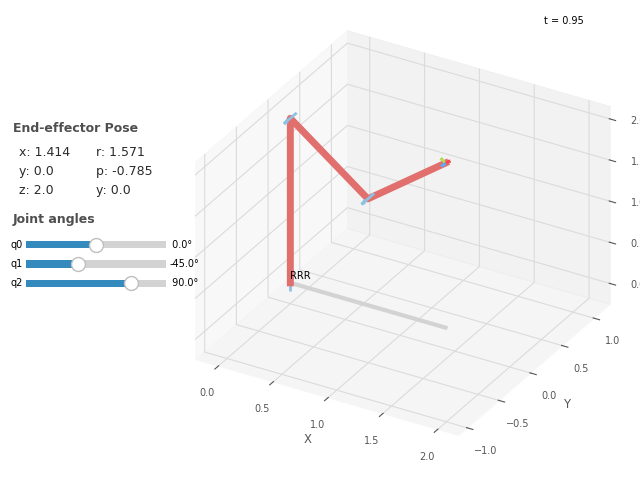 t = 0.95
End-effector Pose
x: 1.414 r: 1.571
y: 0.0 p: -0.785
z: 2.0 y: 0.0
Joint angles
q0 0.0°
q1 -45.0°
q2 90.0°
RRR
0.0
0.5
1.0
1.5
2.0
X
−1.0
−0.5
0.0
0.5
1.0
Y